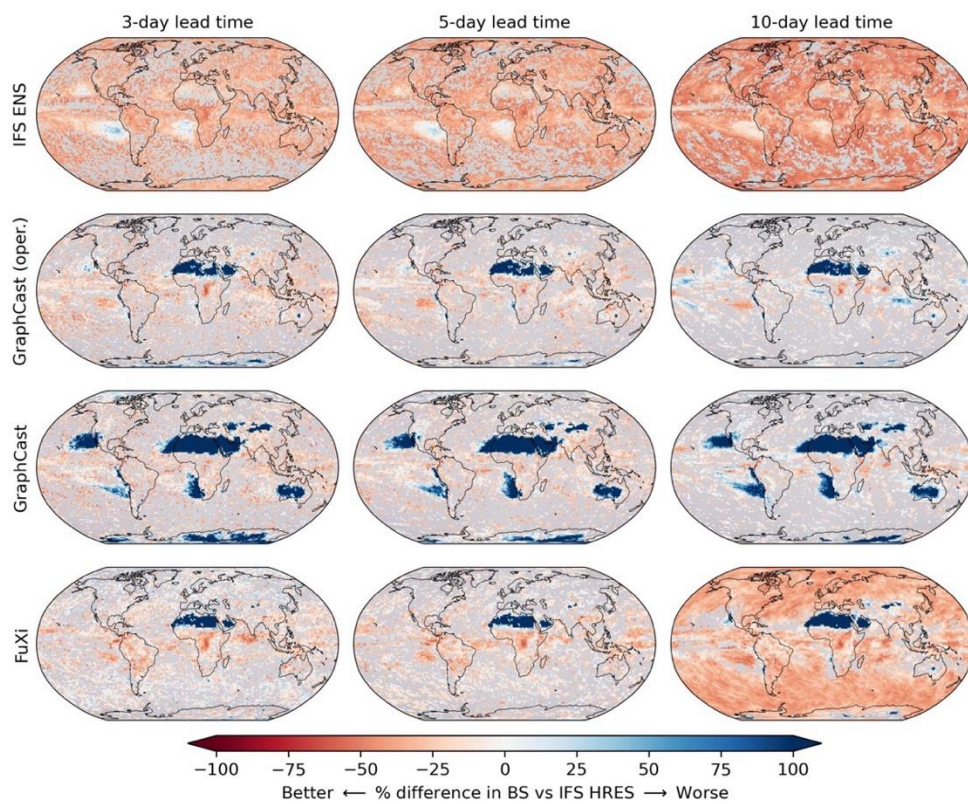 3-day lead time 5-day lead time 10-day lead time
IFS ENS
GraphCast (oper.)
GraphCast
FuXi
−100 −75 −50 −25 0 25 50 75 100
Better ← % difference in BS vs IFS HRES → Worse